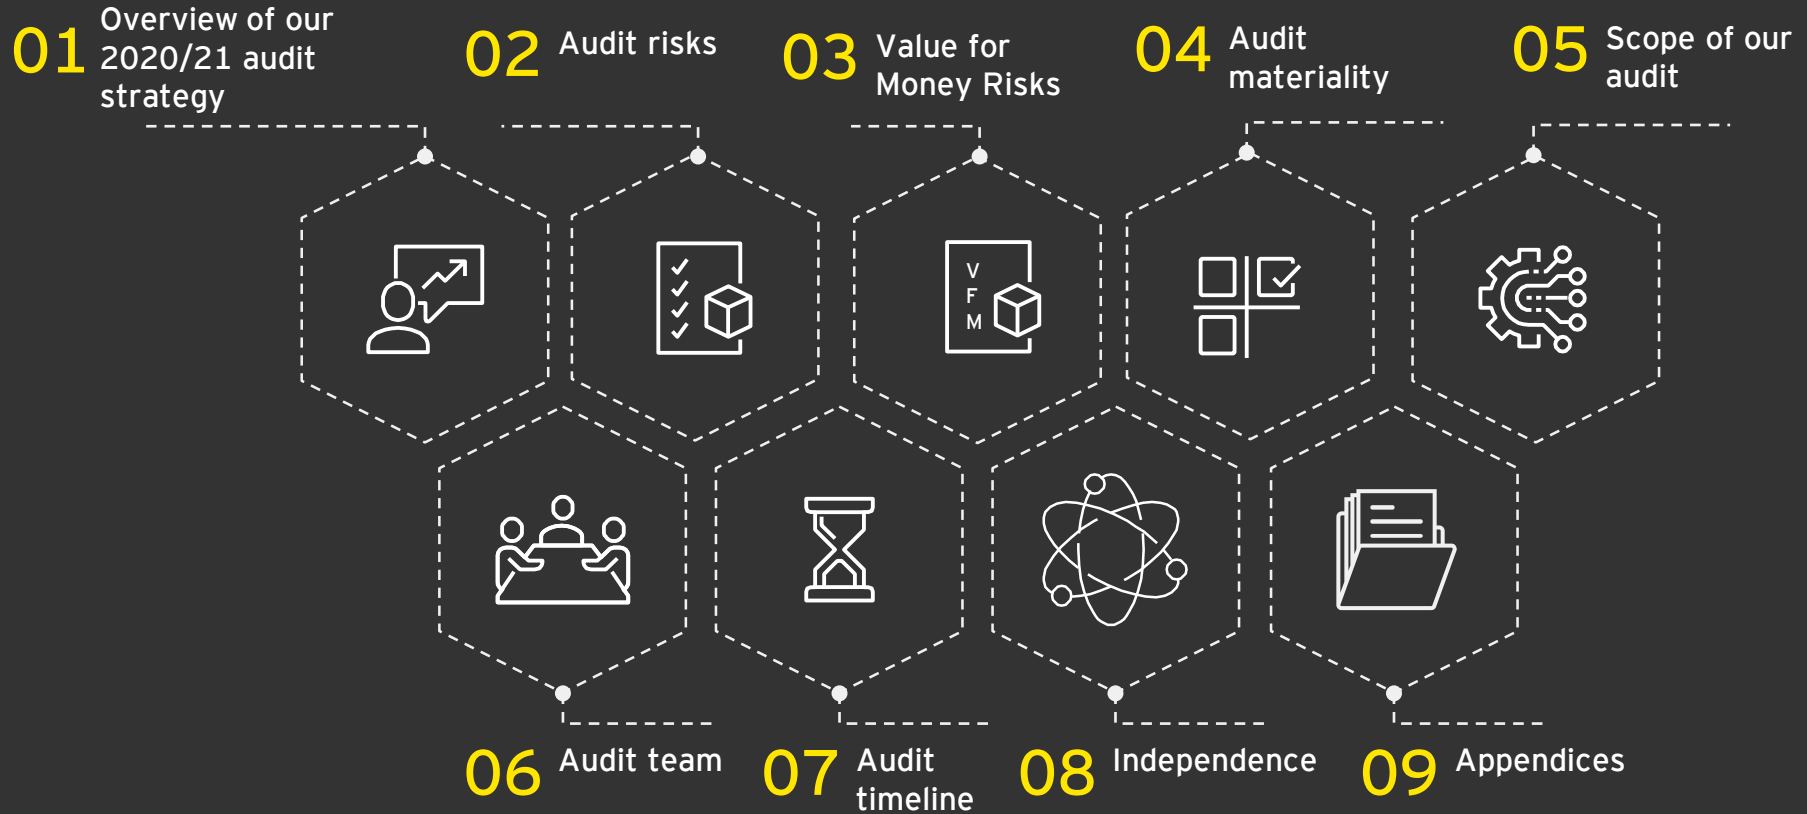 01
Overview of our
2020/21 audit
strategy
02
Audit risks
03
Value for
Money Risks
04
Audit
materiality
05
Scope of our
audit
V
F
M
06
Audit team
07
Audit
timeline
08
Independence
09
Appendices